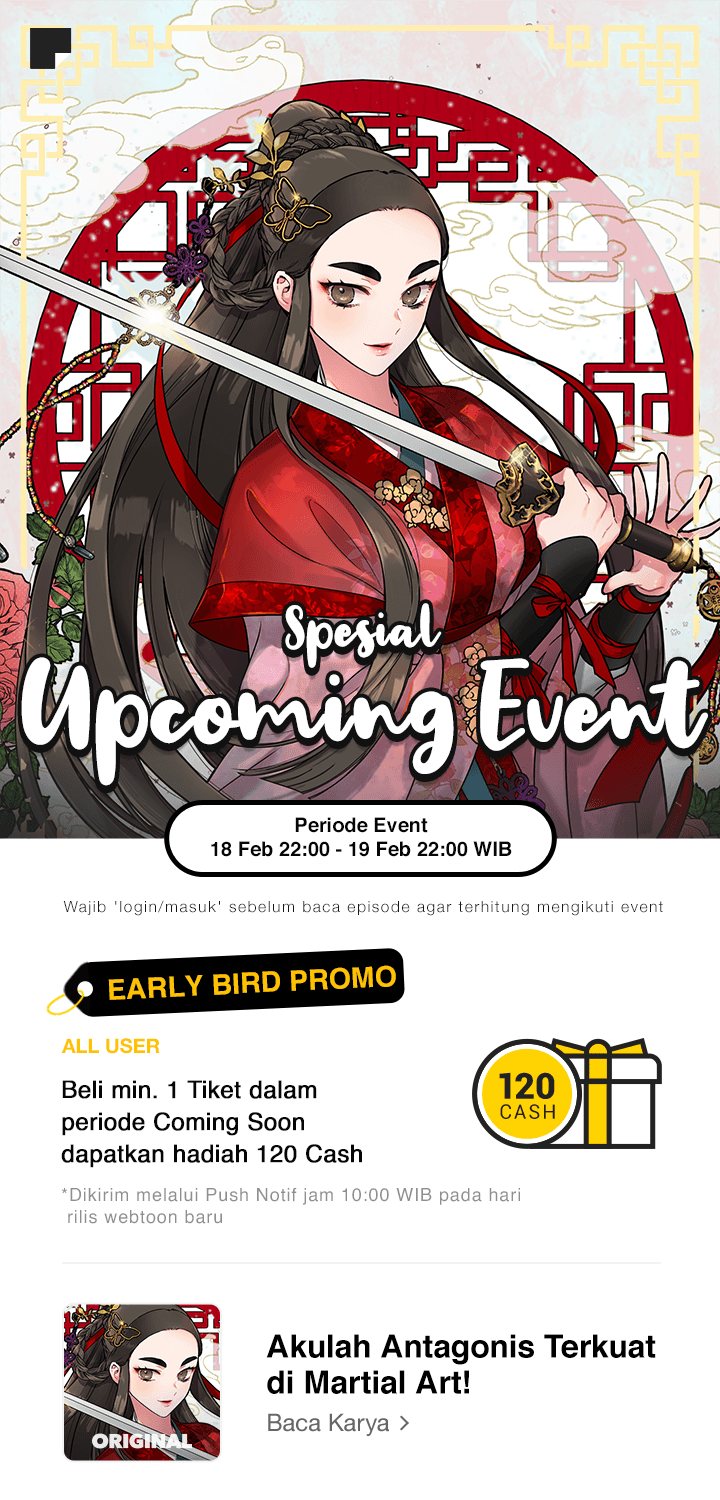 Spesial
Upcoming Event
Periode Event
18 Feb 22:00 - 19 Feb 22:00 WIB
Wajib 'login/masuk' sebelum baca episode agar terhitung mengikuti event
EARLY BIRD PROMO
ALL USER
Beli min. 1 Tiket dalam
periode Coming Soon
dapatkan hadiah 120 Cash
120
CASH
*Dikirim melalui Push Notif jam 10:00 WIB pada hari
rilis webtoon baru
Akulah Antagonis Terkuat
di Martial Art!
Baca Karya >
ORIGINAL